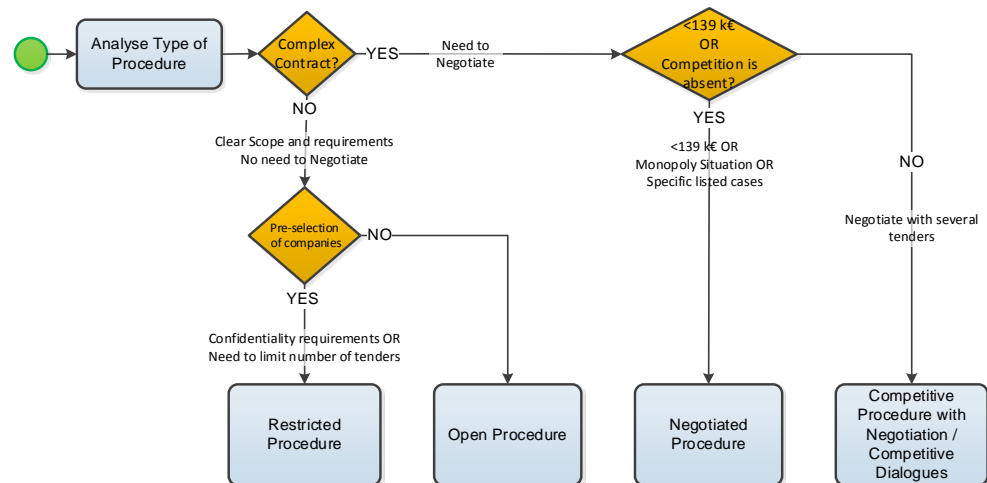 Analyse Type of
Procedure
Complex
Contract?
YES
Need to
Negotiate
<139 k€
OR
Competition is
absent?
NO
Clear Scope and requirements
No need to Negotiate
YES
<139 k€ OR
Monopoly Situation OR
Specific listed cases
NO
Negotiate with several
tenders
Pre-selection
of companies
NO
YES
Confidentiality requirements OR
Need to limit number of tenders
Restricted
Procedure
Open Procedure
Negotiated
Procedure
Competitive
Procedure with
Negotiation /
Competitive
Dialogues